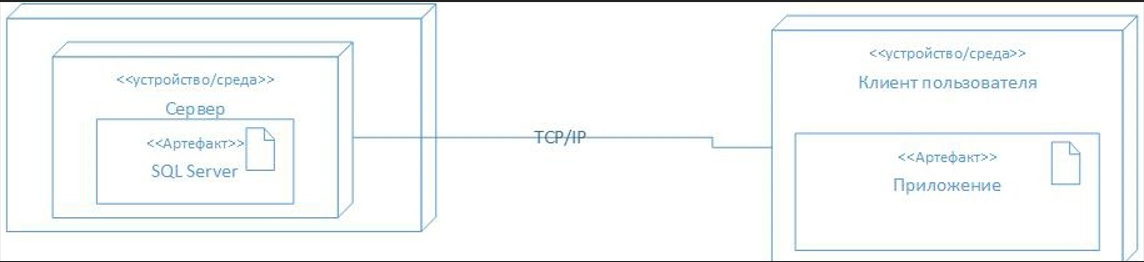 <<устройство/среда>>
Сервер
<<Артефакт>>
SQL Server
TCP/IP
<<устройство/среда>>
Клиент пользователя
<<Артефакт>>
Приложение